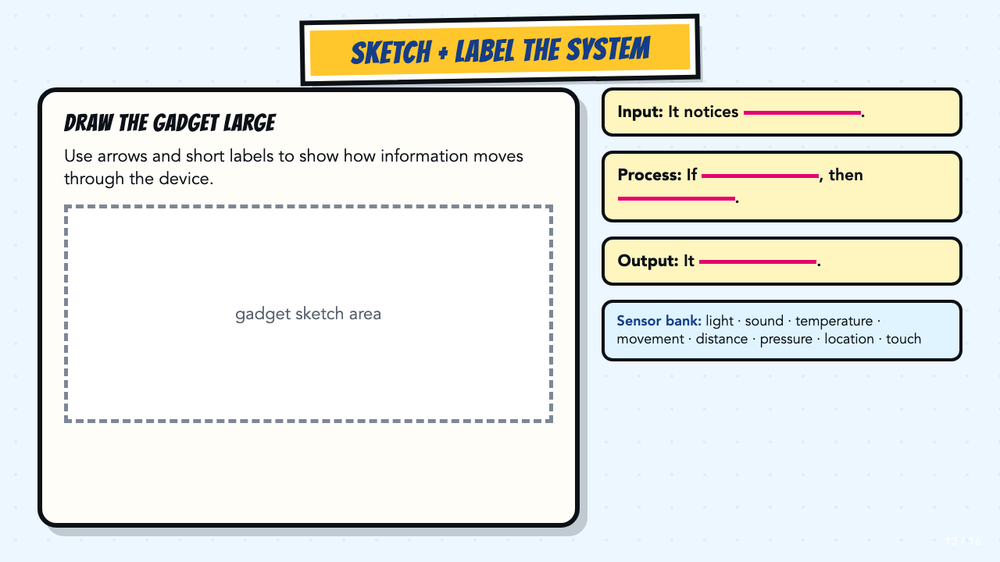 SKETCH + LABEL THE SYSTEM
DRAW THE GADGET LARGE
Use arrows and short labels to show how information moves
through the device.
gadget sketch area
Input: It notices .
Process: If , then
.
Output: It .
Sensor bank: light · sound · temperature ·
movement · distance · pressure · location · touch
13 / 16